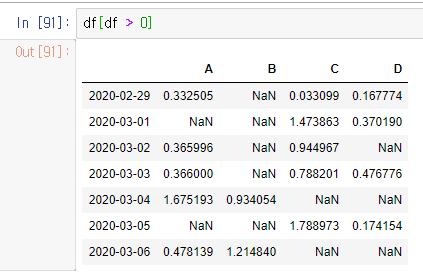 In [91]: df[df > 0]
Out[91]:
A B C D
2020-02-29 0.332505 NaN 0.033099 0.167774
2020-03-01 NaN NaN 1.473863 0.370190
2020-03-02 0.365996 NaN 0.944967 NaN
2020-03-03 0.366000 NaN 0.788201 0.476776
2020-03-04 1.675193 0.934054 NaN NaN
2020-03-05 NaN NaN 1.788973 0.174154
2020-03-06 0.478139 1.214840 NaN NaN